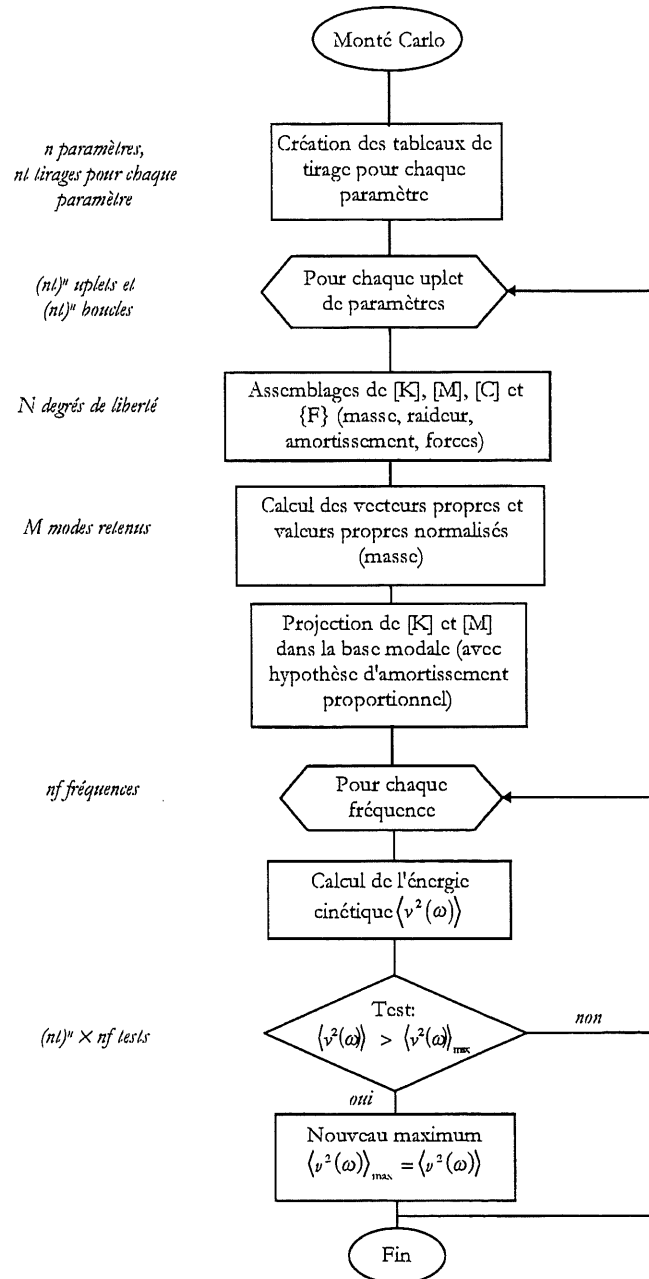 Monté Carlo
n paramètres,
nt tirages pour chaque
paramètre
Création des tableaux de
tirage pour chaque
paramètre
(nt)ⁿ uplets et
(nt)ⁿ boucles
Pour chaque uplet
de paramètres
N degrés de liberté
Assemblages de [K], [M], [C] et
{F} (masse, raideur,
amortissement, forces)
M modes retenus
Calcul des vecteurs propres et
valeurs propres normalisés
(masse)
Projection de [K] et [M]
dans la base modale (avec
hypothèse d'amortissement
proportionnel)
nf fréquences
Pour chaque
fréquence
Calcul de l'énergie
cinétique ⟨v²(ω)⟩
(nt)ⁿ × nf tests
Test:
⟨v²(ω)⟩ > ⟨v²(ω)⟩max
non
oui
Nouveau maximum
⟨v²(ω)⟩max = ⟨v²(ω)⟩
Fin